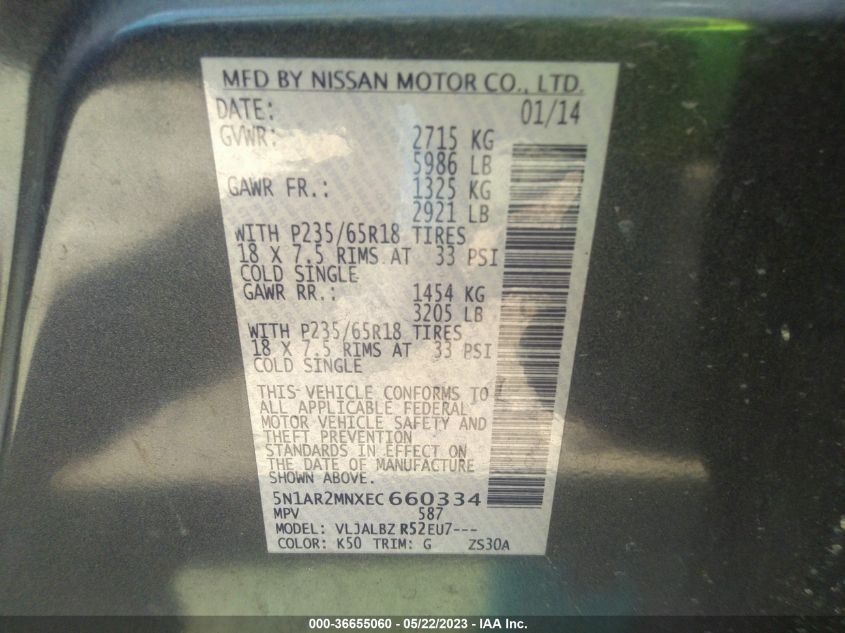 MFD BY NISSAN MOTOR CO., LTD.
DATE: 01/14
GVWR: 2715 KG
5986 LB
GAWR FR.: 1325 KG
2921 LB
WITH P235/65R18 TIRES
18 X 7.5 RIMS AT 33 PSI
COLD SINGLE
GAWR RR.: 1454 KG
3205 LB
WITH P235/65R18 TIRES
18 X 7.5 RIMS AT 33 PSI
COLD SINGLE
THIS VEHICLE CONFORMS TO
ALL APPLICABLE FEDERAL
MOTOR VEHICLE SAFETY AND
THEFT PREVENTION
STANDARDS IN EFFECT ON
THE DATE OF MANUFACTURE
SHOWN ABOVE.
5N1AR2MNXEC660334
MPV 587
MODEL: VLJALBZ R52EU7---
COLOR: K50 TRIM: G ZS30A
000-36655060 - 05/22/2023 - IAA Inc.